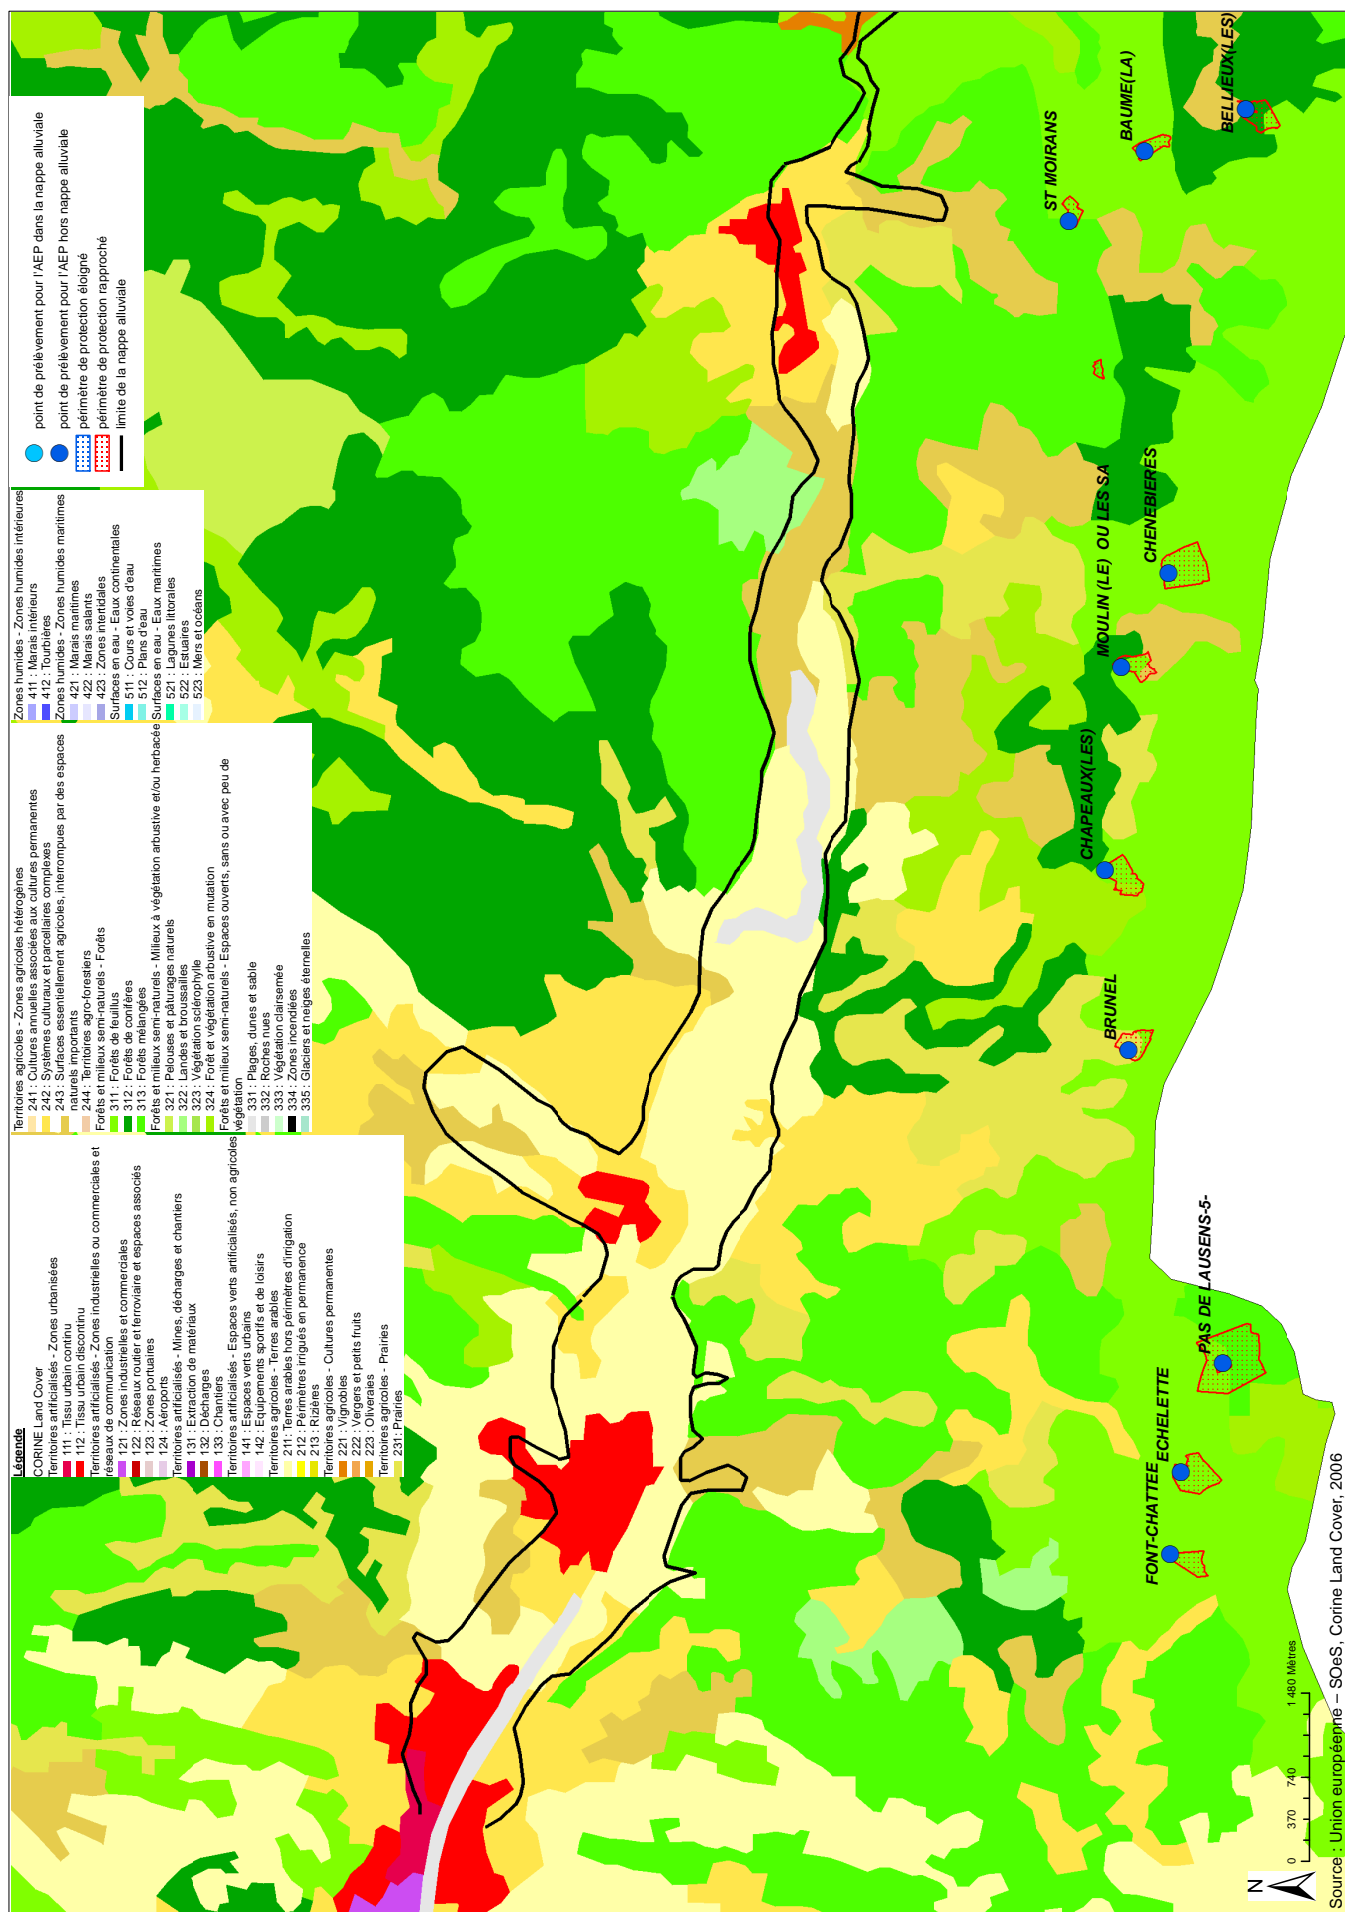 Légende
CORINE Land Cover
Territoires artificialisés - Zones urbanisées
111 : Tissu urbain continu
112 : Tissu urbain discontinu
Territoires artificialisés - Zones industrielles ou commerciales et
réseaux de communication
121 : Zones industrielles et commerciales
122 : Réseaux routier et ferroviaire et espaces associés
123 : Zones portuaires
124 : Aéroports
Territoires artificialisés - Mines, décharges et chantiers
131 : Extraction de matériaux
132 : Décharges
133 : Chantiers
Territoires artificialisés - Espaces verts artificialisés, non agricoles
141 : Espaces verts urbains
142 : Equipements sportifs et de loisirs
Territoires agricoles - Terres arables
211 : Terres arables hors périmètres d'irrigation
212 : Périmètres irrigués en permanence
213 : Rizières
Territoires agricoles - Cultures permanentes
221 : Vignobles
222 : Vergers et petits fruits
223 : Oliveraies
Territoires agricoles - Prairies
231 : Prairies
Territoires agricoles - Zones agricoles hétérogènes
241 : Cultures annuelles associées aux cultures permanentes
242 : Systèmes culturaux et parcellaires complexes
243 : Surfaces essentiellement agricoles, interrompues par des espaces
naturels importants
244 : Territoires agro-forestiers
Forêts et milieux semi-naturels - Forêts
311 : Forêts de feuillus
312 : Forêts de conifères
313 : Forêts mélangées
Forêts et milieux semi-naturels - Milieux à végétation arbustive et/ou herbacée
321 : Pelouses et pâturages naturels
322 : Landes et broussailles
323 : Végétation sclérophylle
324 : Forêt et végétation arbustive en mutation
Forêts et milieux semi-naturels - Espaces ouverts, sans ou avec peu de
végétation
331 : Plages, dunes et sable
332 : Roches nues
333 : Végétation clairsemée
334 : Zones incendiées
335 : Glaciers et neiges éternelles
Zones humides - Zones humides intérieures
411 : Marais intérieurs
412 : Tourbières
Zones humides - Zones humides maritimes
421 : Marais maritimes
422 : Marais salants
423 : Zones intertidales
Surfaces en eau - Eaux continentales
511 : Cours et voies d'eau
512 : Plans d'eau
Surfaces en eau - Eaux maritimes
521 : Lagunes littorales
522 : Estuaires
523 : Mers et océans
point de prélèvement pour l'AEP dans la nappe alluviale
point de prélèvement pour l'AEP hors nappe alluviale
périmètre de protection éloigné
périmètre de protection rapproché
limite de la nappe alluviale
FONT-CHATTEE
ECHELETTE
PAS DE LAUSENS-5-
BRUNEL
CHAPEAUX(LES)
MOULIN (LE) OU LES SA
CHENEBIERES
ST MOIRANS
BAUME(LA)
BELLIEUX(LES)
N
0 370 740 1 480 Mètres
Source : Union européenne – SOeS, Corine Land Cover, 2006